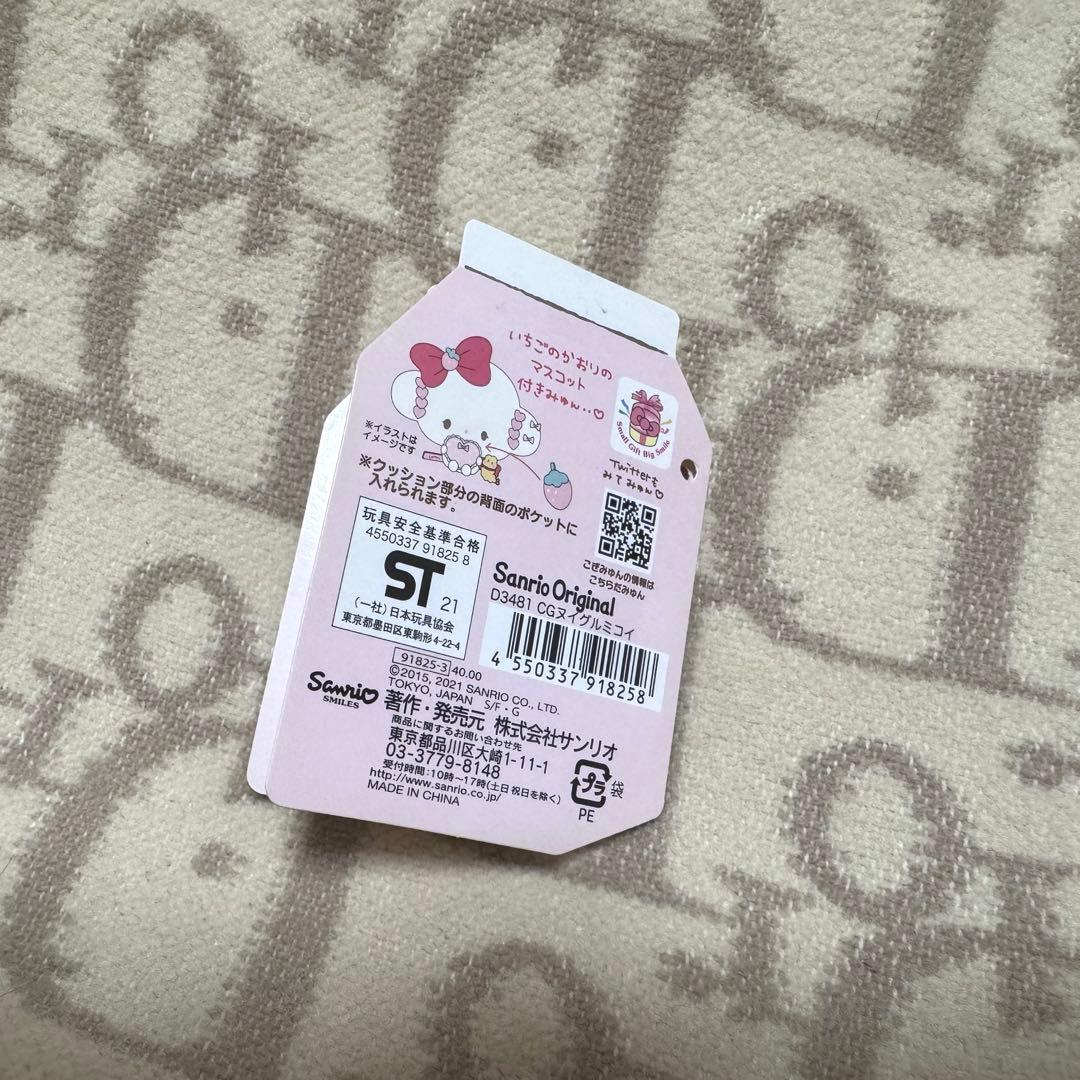 いちごのかおりの
マスコット
付きみゅん‥♡
※イラストは
イメージです
Small Gift Big Smile
Twitterも
みてみゅん♡
※クッション部分の背面のポケットに
入れられます。
こぎみゅんの情報は
こちらだみゅん
玩具安全基準合格
4550337 91825 8
ST 21
(一社)日本玩具協会
東京都墨田区東駒形4-22-4
Sanrio Original
D3481 CGヌイグルミコイ
4 550337 918258
91825-3 40.00
©2015, 2021 SANRIO CO., LTD.
TOKYO, JAPAN S/F・G
Sanrio
SMILES
著作・発売元 株式会社サンリオ
商品に関するお問い合わせ先
東京都品川区大崎1-11-1
03-3779-8148
受付時間:10時〜17時(土日 祝日を除く)
http://www.sanrio.co.jp/
MADE IN CHINA
プラ 袋
PE